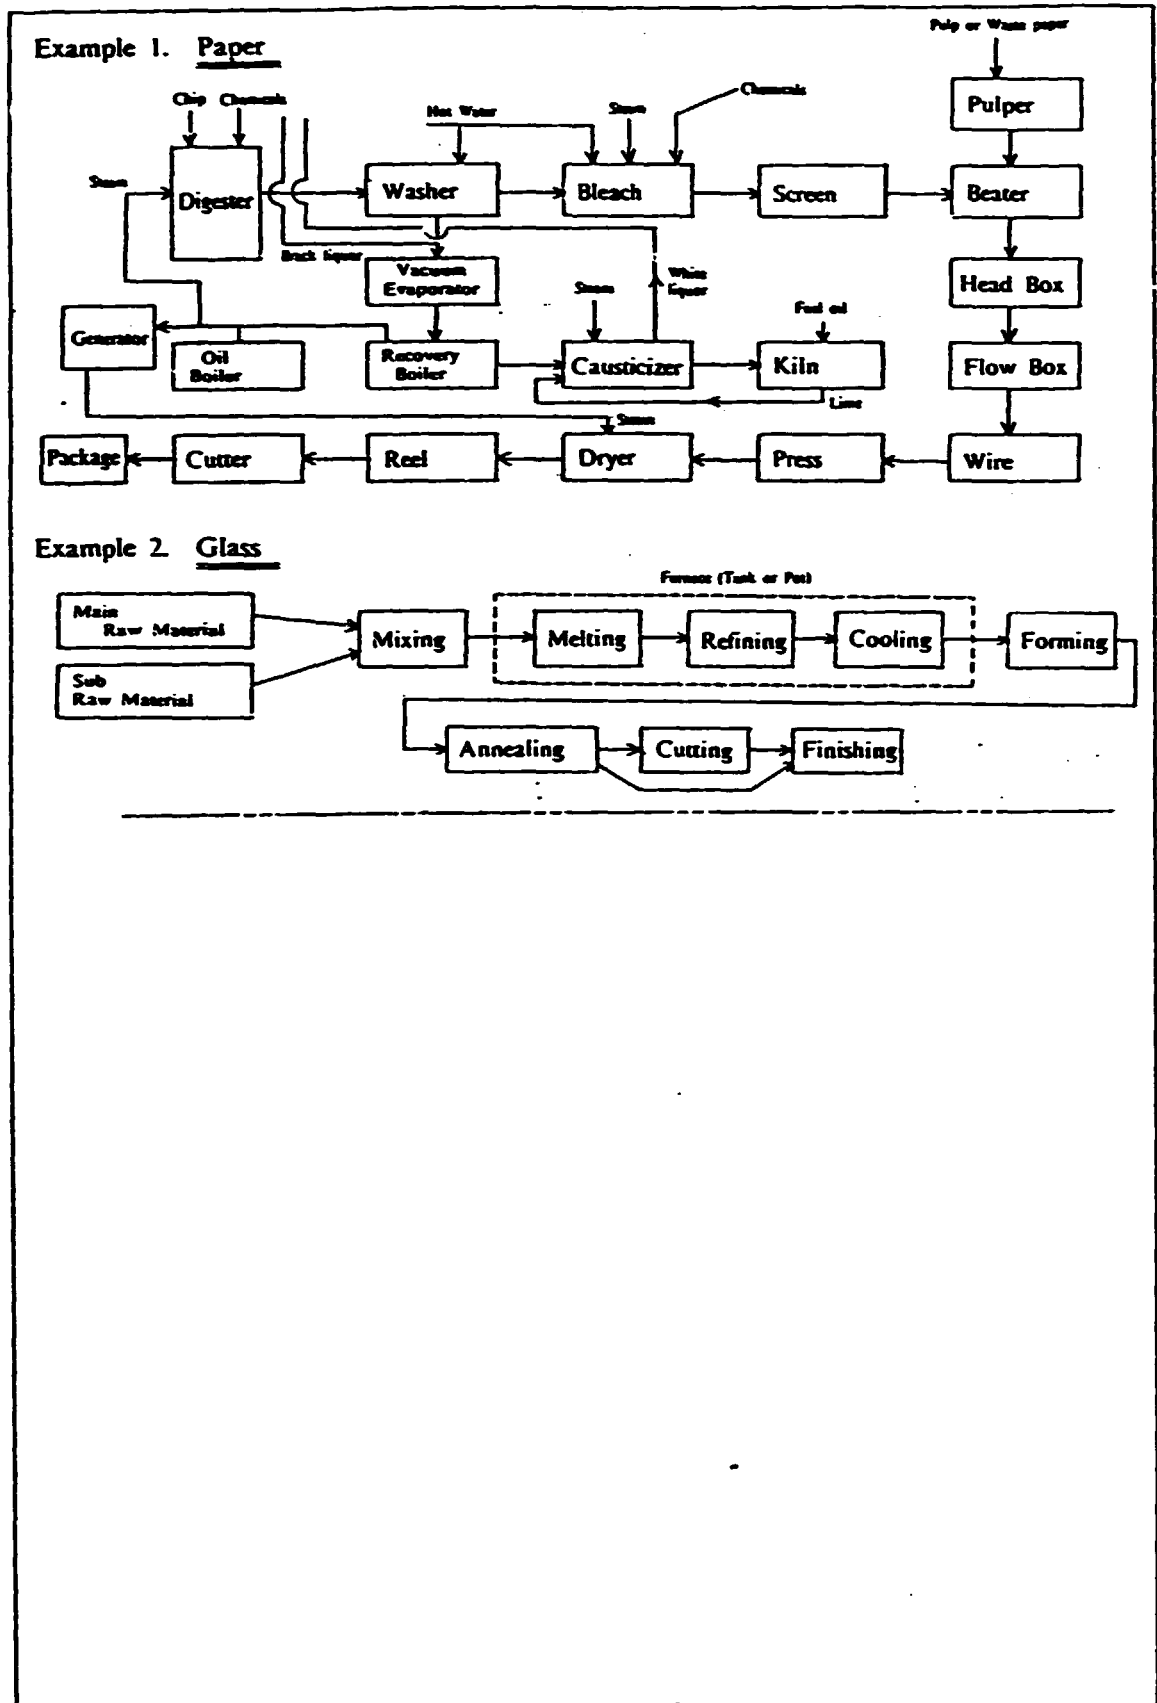 Example 1. Paper
Pulp or Waste paper
Pulper
Chip Chemicals
Hot Water
Steam
Chemicals
Steam
Digester
Washer
Bleach
Screen
Beater
Black liquor
Vacuum
Evaporator
Steam
White
liquor
Fuel oil
Head Box
Generator
Oil
Boiler
Recovery
Boiler
Causticizer
Kiln
Flow Box
Lime
Steam
Package
Cutter
Reel
Dryer
Press
Wire
Example 2. Glass
Furnace (Tank or Pot)
Main
Raw Material
Mixing
Melting
Refining
Cooling
Forming
Sub
Raw Material
Annealing
Cutting
Finishing